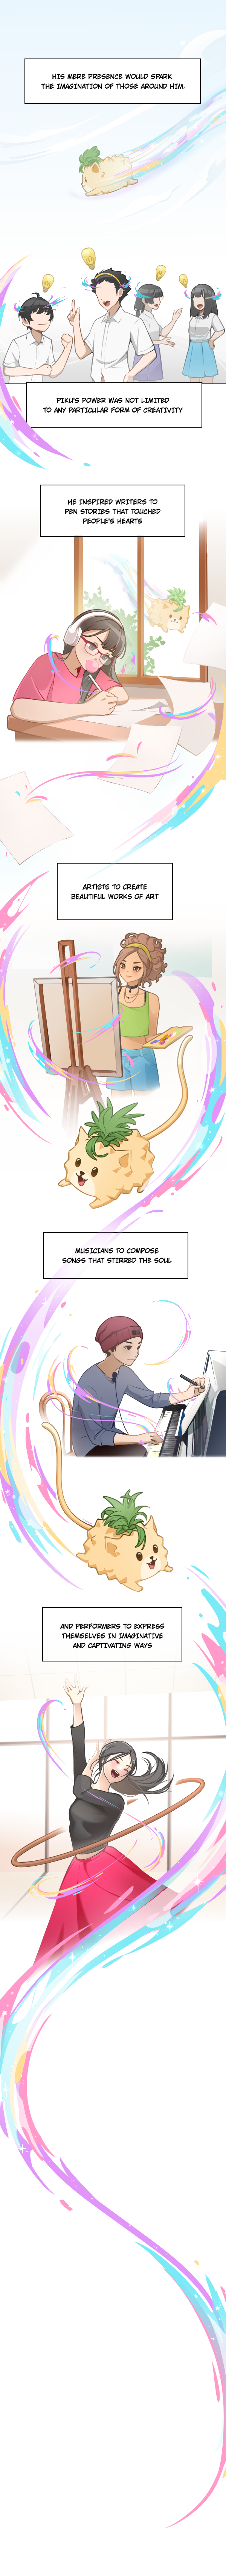 HIS MERE PRESENCE WOULD SPARK
THE IMAGINATION OF THOSE AROUND HIM.
PIKLI'S POWER WAS NOT LIMITED
TO ANY PARTICULAR FORM OF CREATIVITY
HE INSPIRED WRITERS TO
PEN STORIES THAT TOUCHED
PEOPLE'S HEARTS
ARTISTS TO CREATE
BEAUTIFUL WORKS OF ART
MUSICIANS TO COMPOSE
SONGS THAT STIRRED THE SOUL
AND PERFORMERS TO EXPRESS
THEMSELVES IN IMAGINATIVE
AND CAPTIVATING WAYS